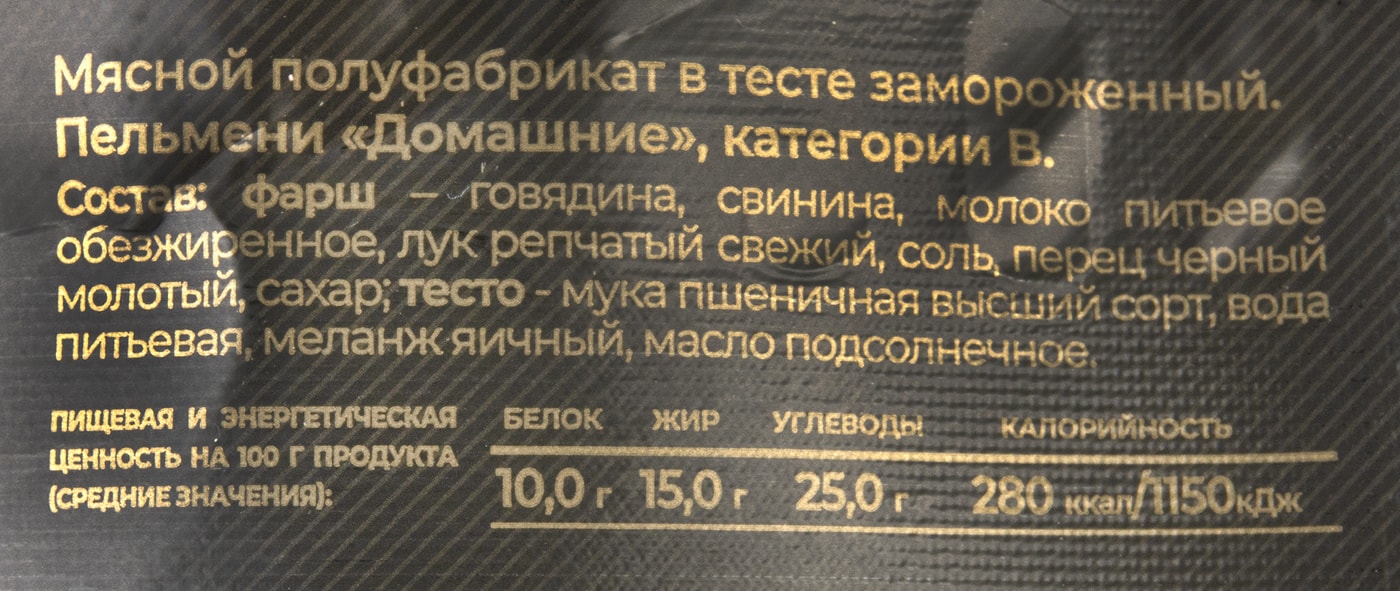 Мясной полуфабрикат в тесте замороженный.
Пельмени «Домашние», категории В.
Состав: фарш – говядина, свинина, молоко питьевое
обезжиренное, лук репчатый свежий, соль, перец черный
молотый, сахар; тесто - мука пшеничная высший сорт, вода
питьевая, меланж яичный, масло подсолнечное.
ПИЩЕВАЯ И ЭНЕРГЕТИЧЕСКАЯ
ЦЕННОСТЬ НА 100 Г ПРОДУКТА
(СРЕДНИЕ ЗНАЧЕНИЯ):
БЕЛОК ЖИР УГЛЕВОДЫ КАЛОРИЙНОСТЬ
10,0 г 15,0 г 25,0 г 280 ккал/1150кДж